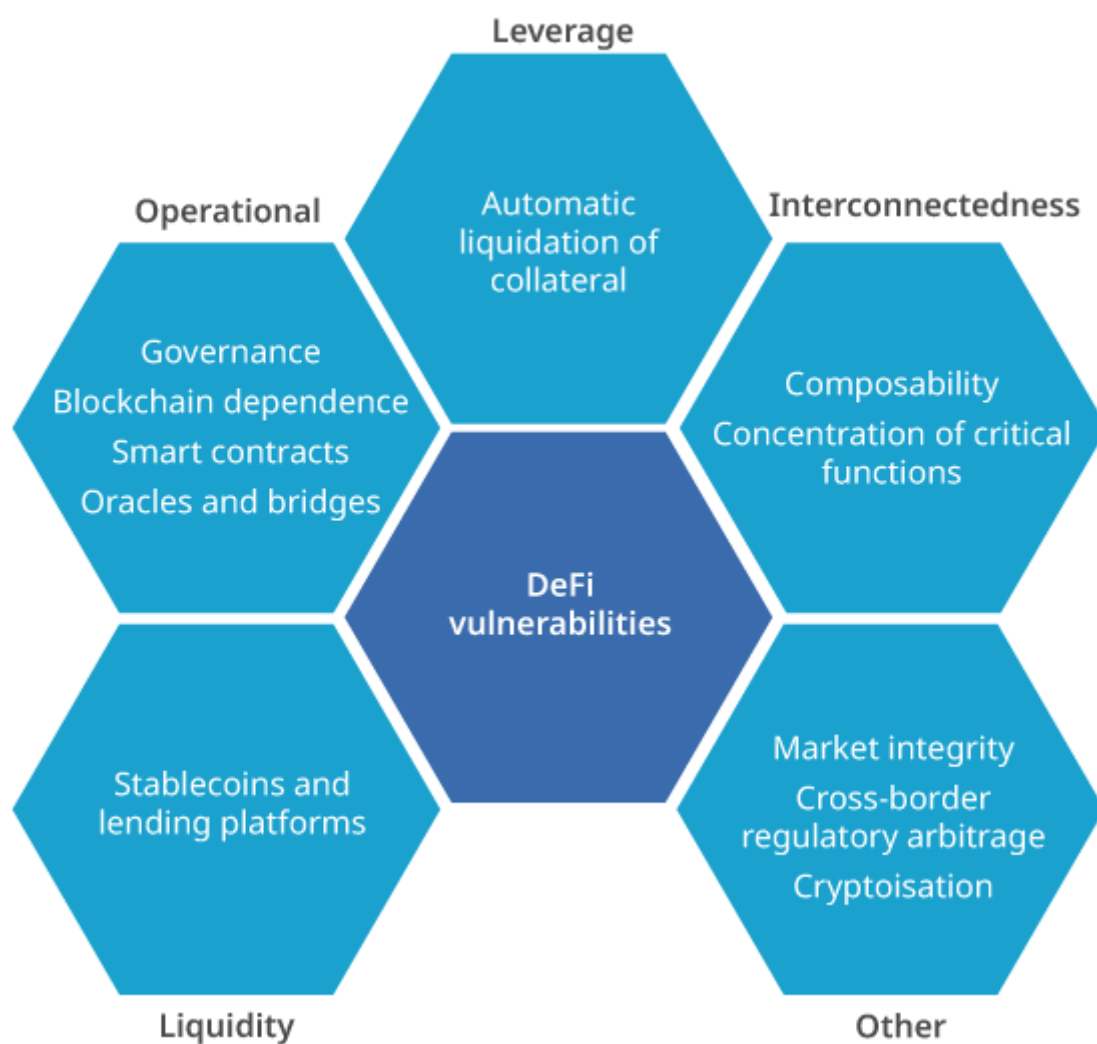 Leverage
Automatic
liquidation of
collateral
Operational
Governance
Blockchain dependence
Smart contracts
Oracles and bridges
Interconnectedness
Composability
Concentration of critical
functions
DeFi
vulnerabilities
Stablecoins and
lending platforms
Liquidity
Market integrity
Cross-border
regulatory arbitrage
Cryptoisation
Other